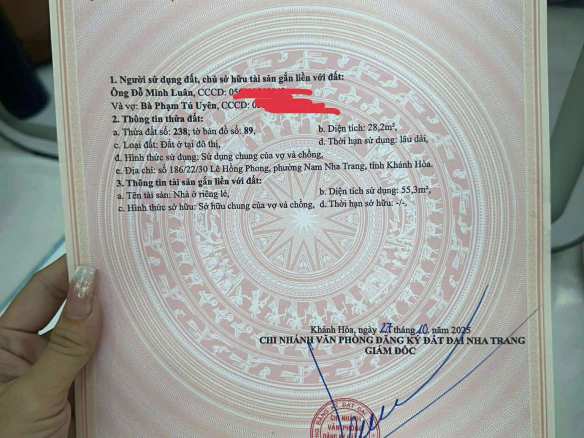 1. Người sử dụng đất, chủ sở hữu tài sản gắn liền với đất:
Ông Đỗ Minh Luân, CCCD: 05
Và vợ: Bà Phạm Tú Uyên, CCCD: 0
2. Thông tin thửa đất:
a. Thửa đất số: 238; tờ bản đồ số: 89, b. Diện tích: 28,2m²,
c. Loại đất: Đất ở tại đô thị, d. Thời hạn sử dụng: lâu dài,
đ. Hình thức sử dụng: Sử dụng chung của vợ và chồng,
e. Địa chỉ: số 186/22/30 Lê Hồng Phong, phường Nam Nha Trang, tỉnh Khánh Hòa.
3. Thông tin tài sản gắn liền với đất:
a. Tên tài sản: Nhà ở riêng lẻ, b. Diện tích sử dụng: 55,3m²,
c. Hình thức sở hữu: Sở hữu chung của vợ và chồng, d. Thời hạn sở hữu: -/-.
Khánh Hòa, ngày 27 tháng 10 năm 2025
CHI NHÁNH VĂN PHÒNG ĐĂNG KÝ ĐẤT ĐAI NHA TRANG
GIÁM ĐỐC
CHI NHÁNH
VĂN PHÒNG